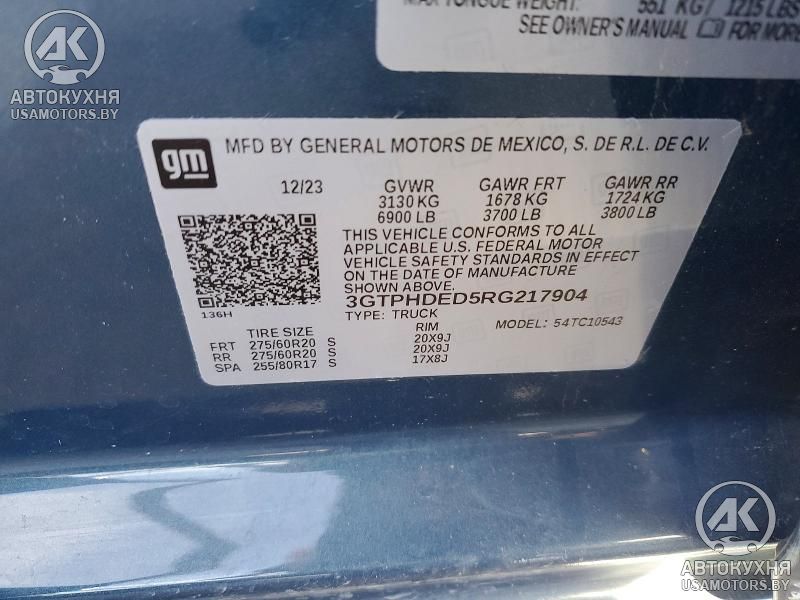 MAX TONGUE WEIGHT: 551 KG / 1215 LBS
SEE OWNER'S MANUAL FOR MORE
AK
АВТОКУХНЯ
USAMOTORS.BY
gm
MFD BY GENERAL MOTORS DE MEXICO, S. DE R.L. DE C.V.
12/23 GVWR GAWR FRT GAWR RR
3130 KG 1678 KG 1724 KG
6900 LB 3700 LB 3800 LB
THIS VEHICLE CONFORMS TO ALL
APPLICABLE U.S. FEDERAL MOTOR
VEHICLE SAFETY STANDARDS IN EFFECT
ON THE DATE OF MANUFACTURE
SHOWN ABOVE.
3GTPHDED5RG217904
136H
TYPE: TRUCK MODEL: 54TC10543
TIRE SIZE RIM
FRT 275/60R20 S 20X9J
RR 275/60R20 S 20X9J
SPA 255/80R17 S 17X8J
AK
АВТОКУХНЯ
USAMOTORS.BY